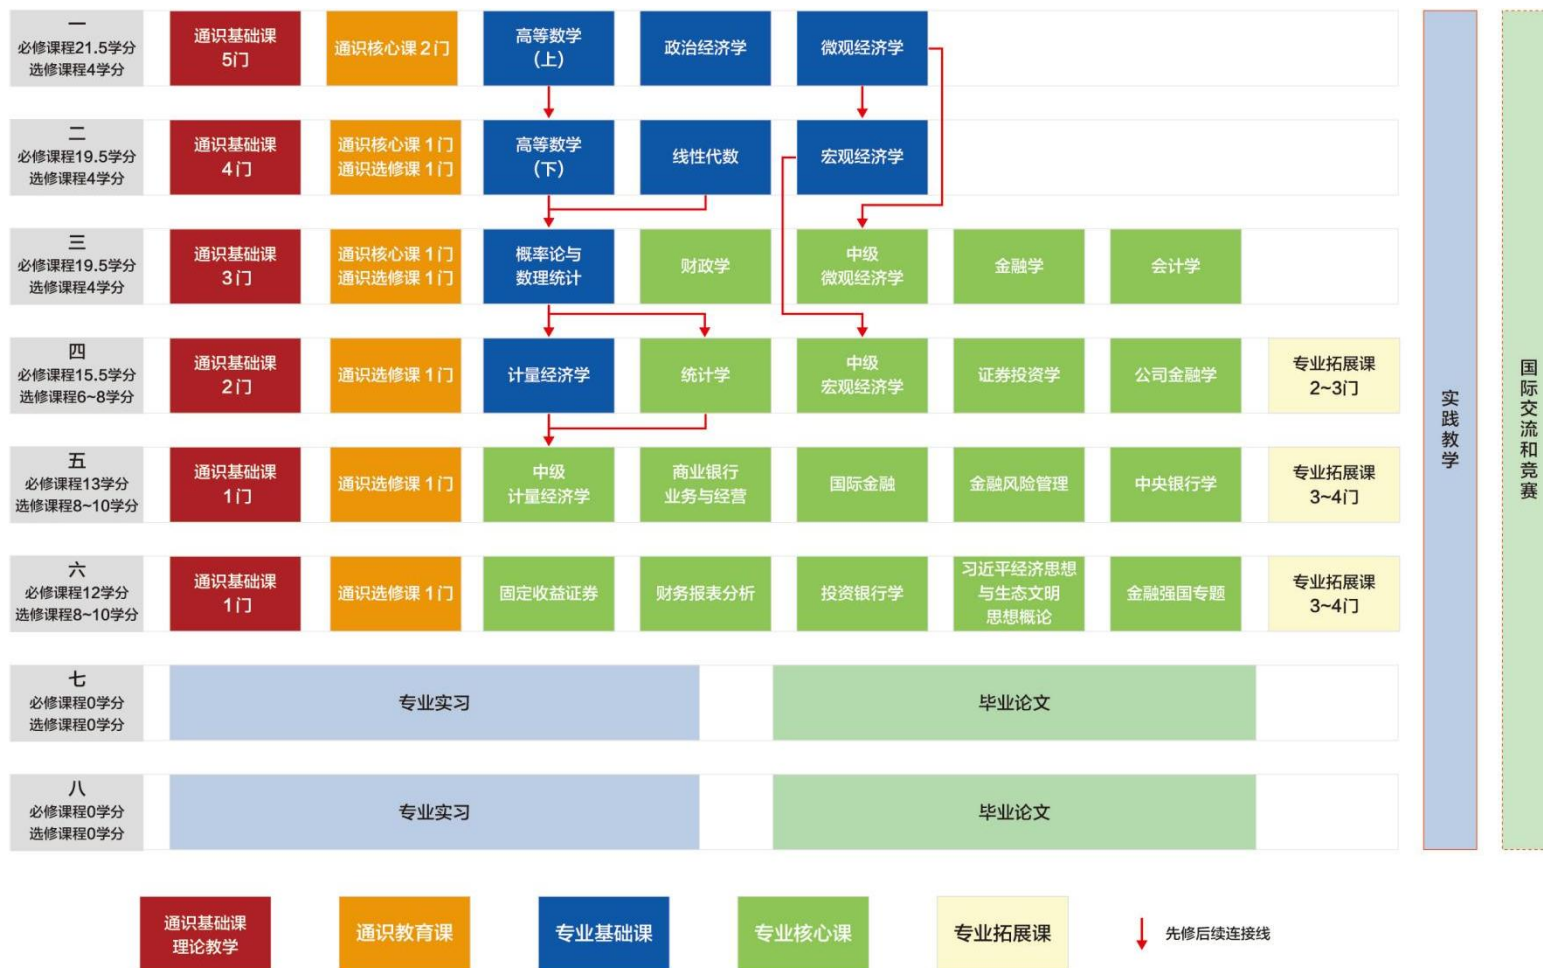 一
必修课程21.5学分
选修课程4学分
通识基础课
5门
通识核心课 2 门
高等数学
(上)
政治经济学
微观经济学
二
必修课程19.5学分
选修课程4学分
通识基础课
4门
通识核心课 1 门
通识选修课 1 门
高等数学
(下)
线性代数
宏观经济学
三
必修课程19.5学分
选修课程4学分
通识基础课
3门
通识核心课 1 门
通识选修课 1 门
概率论与
数理统计
财政学
中级
微观经济学
金融学
会计学
四
必修课程15.5学分
选修课程6~8学分
通识基础课
2门
通识选修课 1 门
计量经济学
统计学
中级
宏观经济学
证券投资学
公司金融学
专业拓展课
2~3门
五
必修课程13学分
选修课程8~10学分
通识基础课
1门
通识选修课 1 门
中级
计量经济学
商业银行
业务与经营
国际金融
金融风险管理
中央银行学
专业拓展课
3~4门
六
必修课程12学分
选修课程8~10学分
通识基础课
1门
通识选修课 1 门
固定收益证券
财务报表分析
投资银行学
习近平经济思想
与生态文明
思想概论
金融强国专题
专业拓展课
3~4门
七
必修课程0学分
选修课程0学分
专业实习
毕业论文
八
必修课程0学分
选修课程0学分
专业实习
毕业论文
实践教学
国际交流和竞赛
通识基础课
理论教学
通识教育课
专业基础课
专业核心课
专业拓展课
先修后续连接线